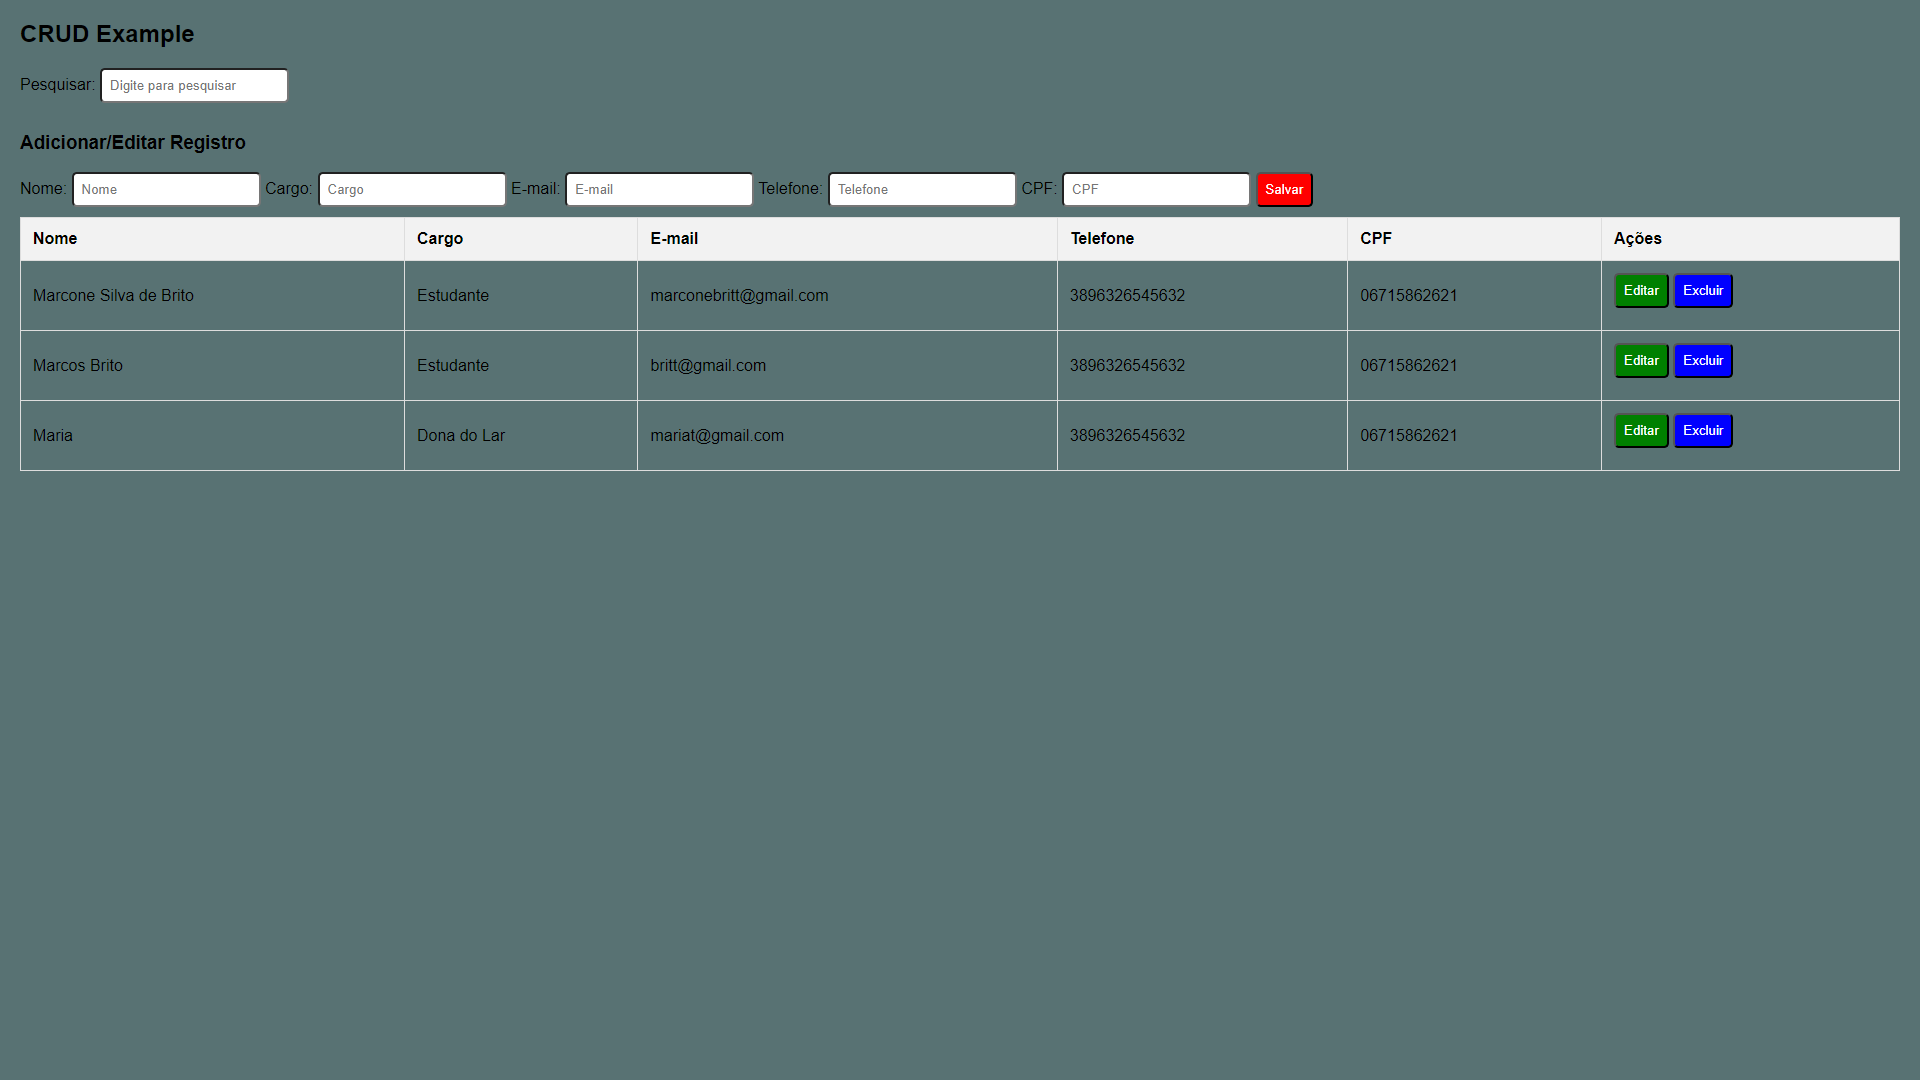 CRUD Example
Pesquisar: Digite para pesquisar
Adicionar/Editar Registro
Nome: Nome Cargo: Cargo E-mail: E-mail Telefone: Telefone CPF: CPF Salvar
Nome Cargo E-mail Telefone CPF Ações
Marcone Silva de Brito Estudante marconebritt@gmail.com 3896326545632 06715862621 Editar Excluir
Marcos Brito Estudante britt@gmail.com 3896326545632 06715862621 Editar Excluir
Maria Dona do Lar mariat@gmail.com 3896326545632 06715862621 Editar Excluir